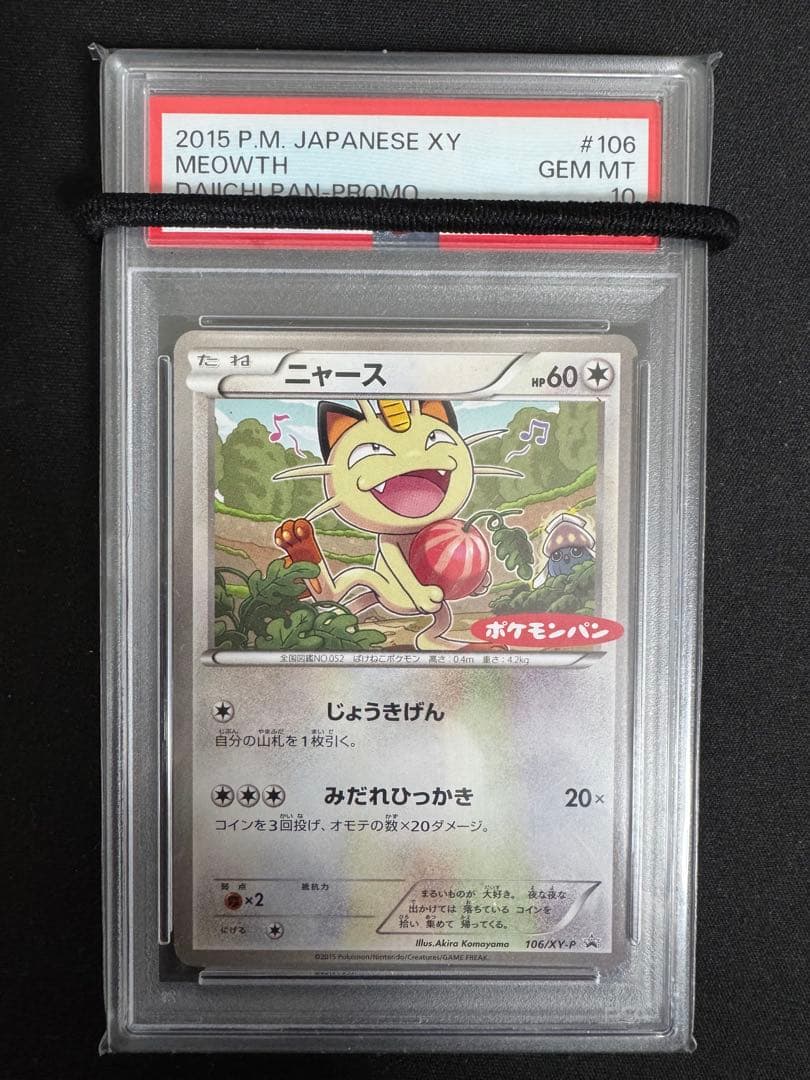 2015 P.M. JAPANESE XY #106
MEOWTH GEM MT
DAIICHI PAN-PROMO 10
たね ニャース HP60
ポケモンパン
全国図鑑NO.052 ばけねこポケモン 高さ:0.4m 重さ:4.2kg
じょうきげん
自分の山札を1枚引く。
みだれひっかき 20×
コインを3回投げ、オモテの数×20ダメージ。
弱点 抵抗力
×2
にげる
まるいものが 大好き。 夜な夜な
出かけては 落ちている コインを
拾い 集めて 帰ってくる。
Illus.Akira Komayama 106/XY-P
©2015 Pokémon/Nintendo/Creatures/GAME FREAK.